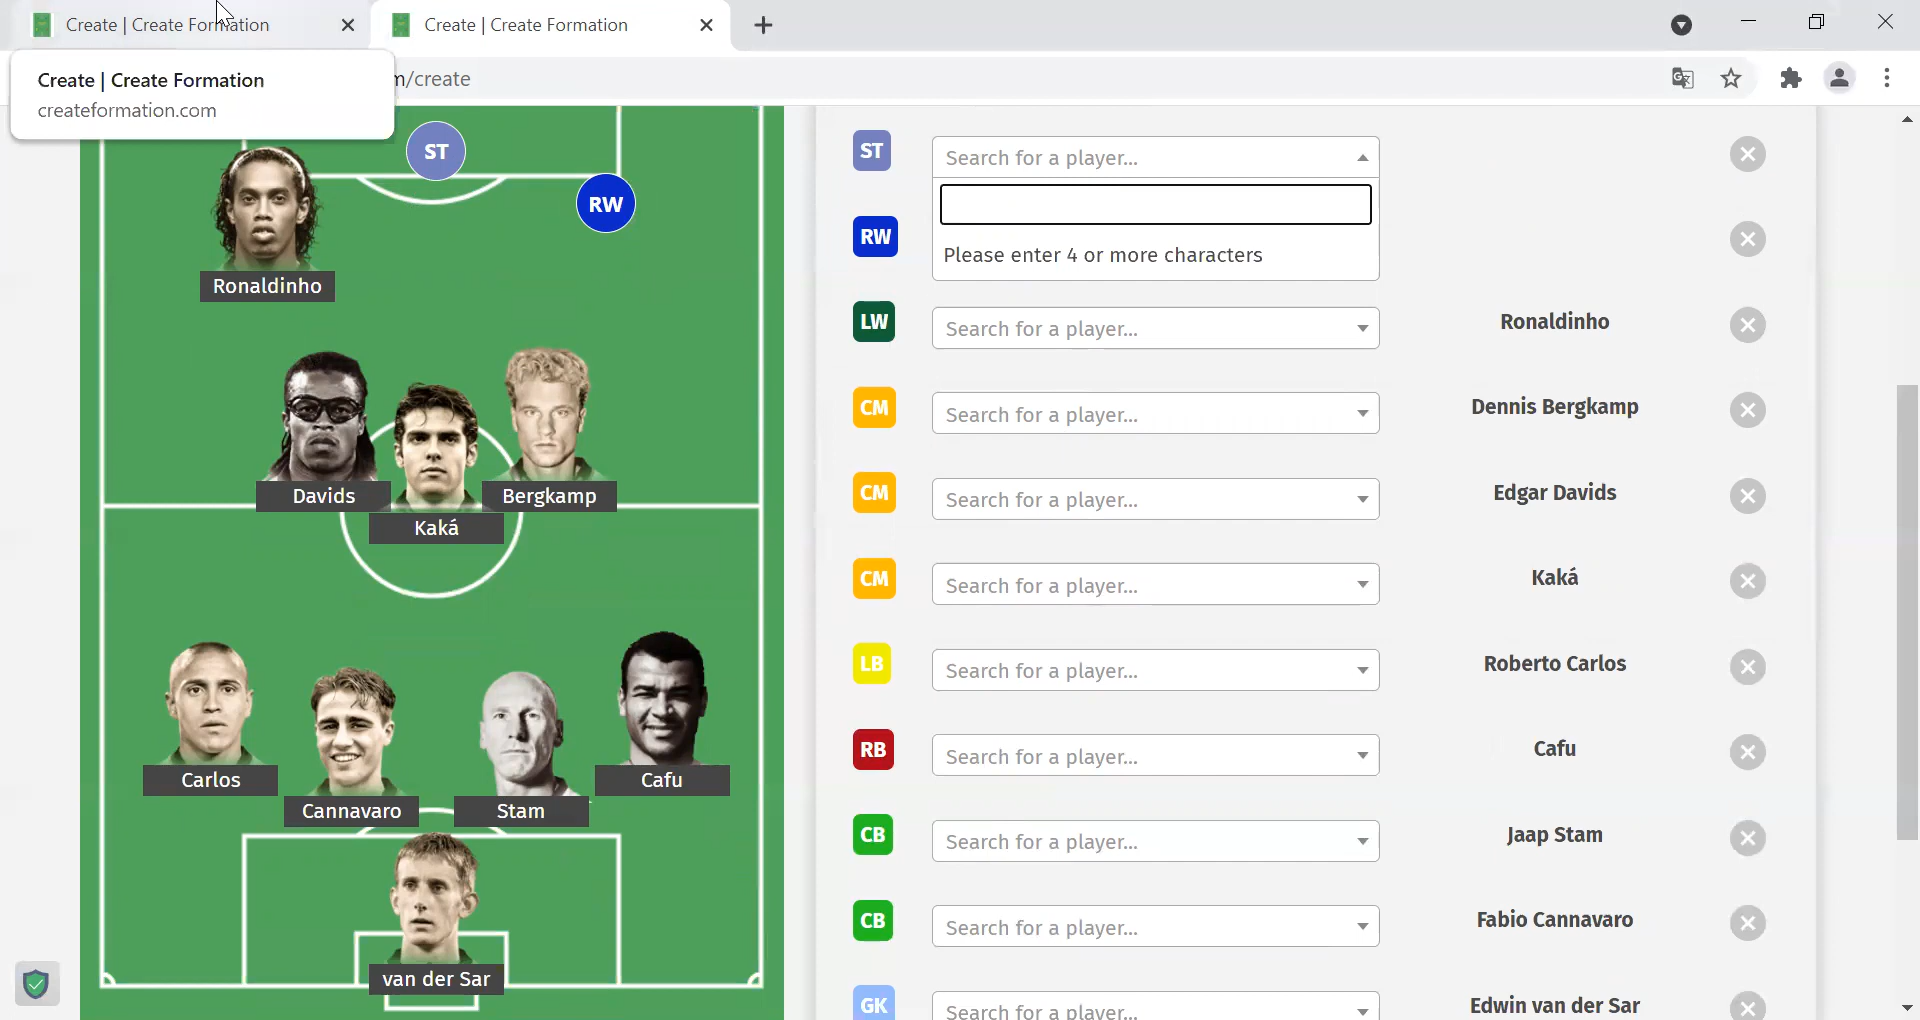 Create | Create Formation
Create | Create Formation
Create | Create Formation
createformation.com
m/create
ST
RW
Ronaldinho
Davids
Bergkamp
Kaká
Carlos
Cafu
Cannavaro
Stam
van der Sar
ST Search for a player...
RW
Please enter 4 or more characters
LW Search for a player... Ronaldinho
CM Search for a player... Dennis Bergkamp
CM Search for a player... Edgar Davids
CM Search for a player... Kaká
LB Search for a player... Roberto Carlos
RB Search for a player... Cafu
CB Search for a player... Jaap Stam
CB Search for a player... Fabio Cannavaro
GK Search for a player... Edwin van der Sar